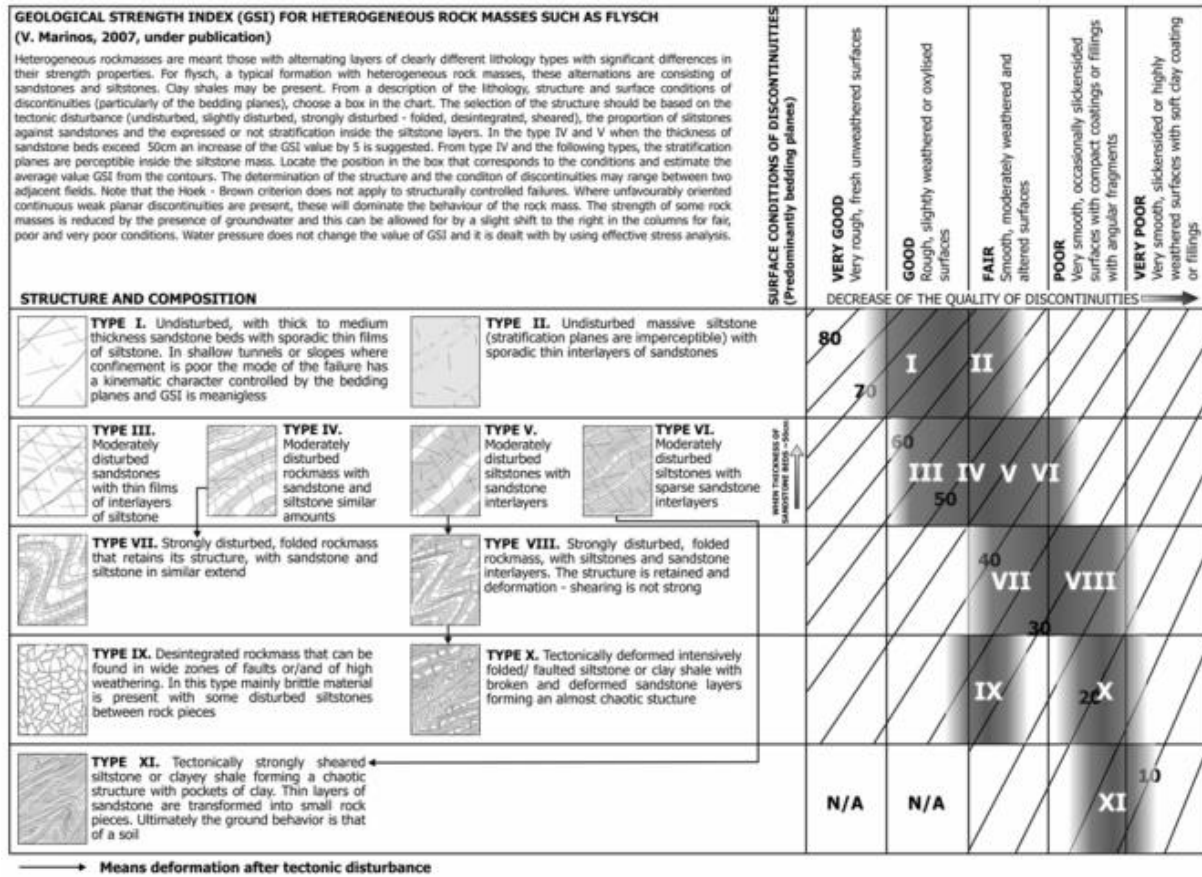 GEOLOGICAL STRENGTH INDEX (GSI) FOR HETEROGENEOUS ROCK MASSES SUCH AS FLYSCH
(V. Marinos, 2007, under publication)
Heterogeneous rockmasses are meant those with alternating layers of clearly different lithology types with significant differences in
their strength properties. For flysch, a typical formation with heterogeneous rock masses, these alternations are consisting of
sandstones and siltstones. Clay shales may be present. From a description of the lithology, structure and surface conditions of
discontinuities (particularly of the bedding planes), choose a box in the chart. The selection of the structure should be based on the
tectonic disturbance (undisturbed, slightly disturbed, strongly disturbed - folded, desintegrated, sheared), the proportion of siltstones
against sandstones and the expressed or not stratification inside the siltstone layers. In the type IV and V when the thickness of
sandstone beds exceed 50cm an increase of the GSI value by 5 is suggested. From type IV and the following types, the stratification
planes are perceptible inside the siltstone mass. Locate the position in the box that corresponds to the conditions and estimate the
average value GSI from the contours. The determination of the structure and the conditon of discontinuities may range between two
adjacent fields. Note that the Hoek - Brown criterion does not apply to structurally controlled failures. Where unfavourably oriented
continuous weak planar discontinuities are present, these will dominate the behaviour of the rock mass. The strength of some rock
masses is reduced by the presence of groundwater and this can be allowed for by a slight shift to the right in the columns for fair,
poor and very poor conditions. Water pressure does not change the value of GSI and it is dealt with by using effective stress analysis.
STRUCTURE AND COMPOSITION
SURFACE CONDITIONS OF DISCONTINUITIES
(Predominantly bedding planes)
VERY GOOD
Very rough, fresh unweathered surfaces
GOOD
Rough, slightly weathered or oxylised
surfaces
FAIR
Smooth, moderately weathered and
altered surfaces
POOR
Very smooth, occasionally slickensided
surfaces with compact coatings or fillings
with angular fragments
VERY POOR
Very smooth, slickensided or highly
weathered surfaces with soft clay coating
or fillings
DECREASE OF THE QUALITY OF DISCONTINUITIES
TYPE I. Undisturbed, with thick to medium
thickness sandstone beds with sporadic thin films
of siltstone. In shallow tunnels or slopes where
confinement is poor the mode of the failure has
a kinematic character controlled by the bedding
planes and GSI is meanigless
TYPE II. Undisturbed massive siltstone
(stratification planes are imperceptible) with
sporadic thin interlayers of sandstones
80
70
I
II
TYPE III.
Moderately
disturbed
sandstones
with thin films
of interlayers
of siltstone
TYPE IV.
Moderately
disturbed
rockmass with
sandstone and
siltstone similar
amounts
TYPE V.
Moderately
disturbed
siltstones with
sandstone
interlayers
TYPE VI.
Moderately
disturbed
siltstones with
sparse sandstone
interlayers
WHEN THICKNESS OF
SANDSTONE BEDS >50cm
60
III IV V VI
50
TYPE VII. Strongly disturbed, folded rockmass
that retains its structure, with sandstone and
siltstone in similar extend
TYPE VIII. Strongly disturbed, folded
rockmass, with siltstones and sandstone
interlayers. The structure is retained and
deformation - shearing is not strong
40
VII VIII
30
TYPE IX. Desintegrated rockmass that can be
found in wide zones of faults or/and of high
weathering. In this type mainly brittle material
is present with some disturbed siltstones
between rock pieces
TYPE X. Tectonically deformed intensively
folded/ faulted siltstone or clay shale with
broken and deformed sandstone layers
forming an almost chaotic stucture
IX
20 X
TYPE XI. Tectonically strongly sheared
siltstone or clayey shale forming a chaotic
structure with pockets of clay. Thin layers of
sandstone are transformed into small rock
pieces. Ultimately the ground behavior is that
of a soil
N/A
N/A
10
XI
Means deformation after tectonic disturbance